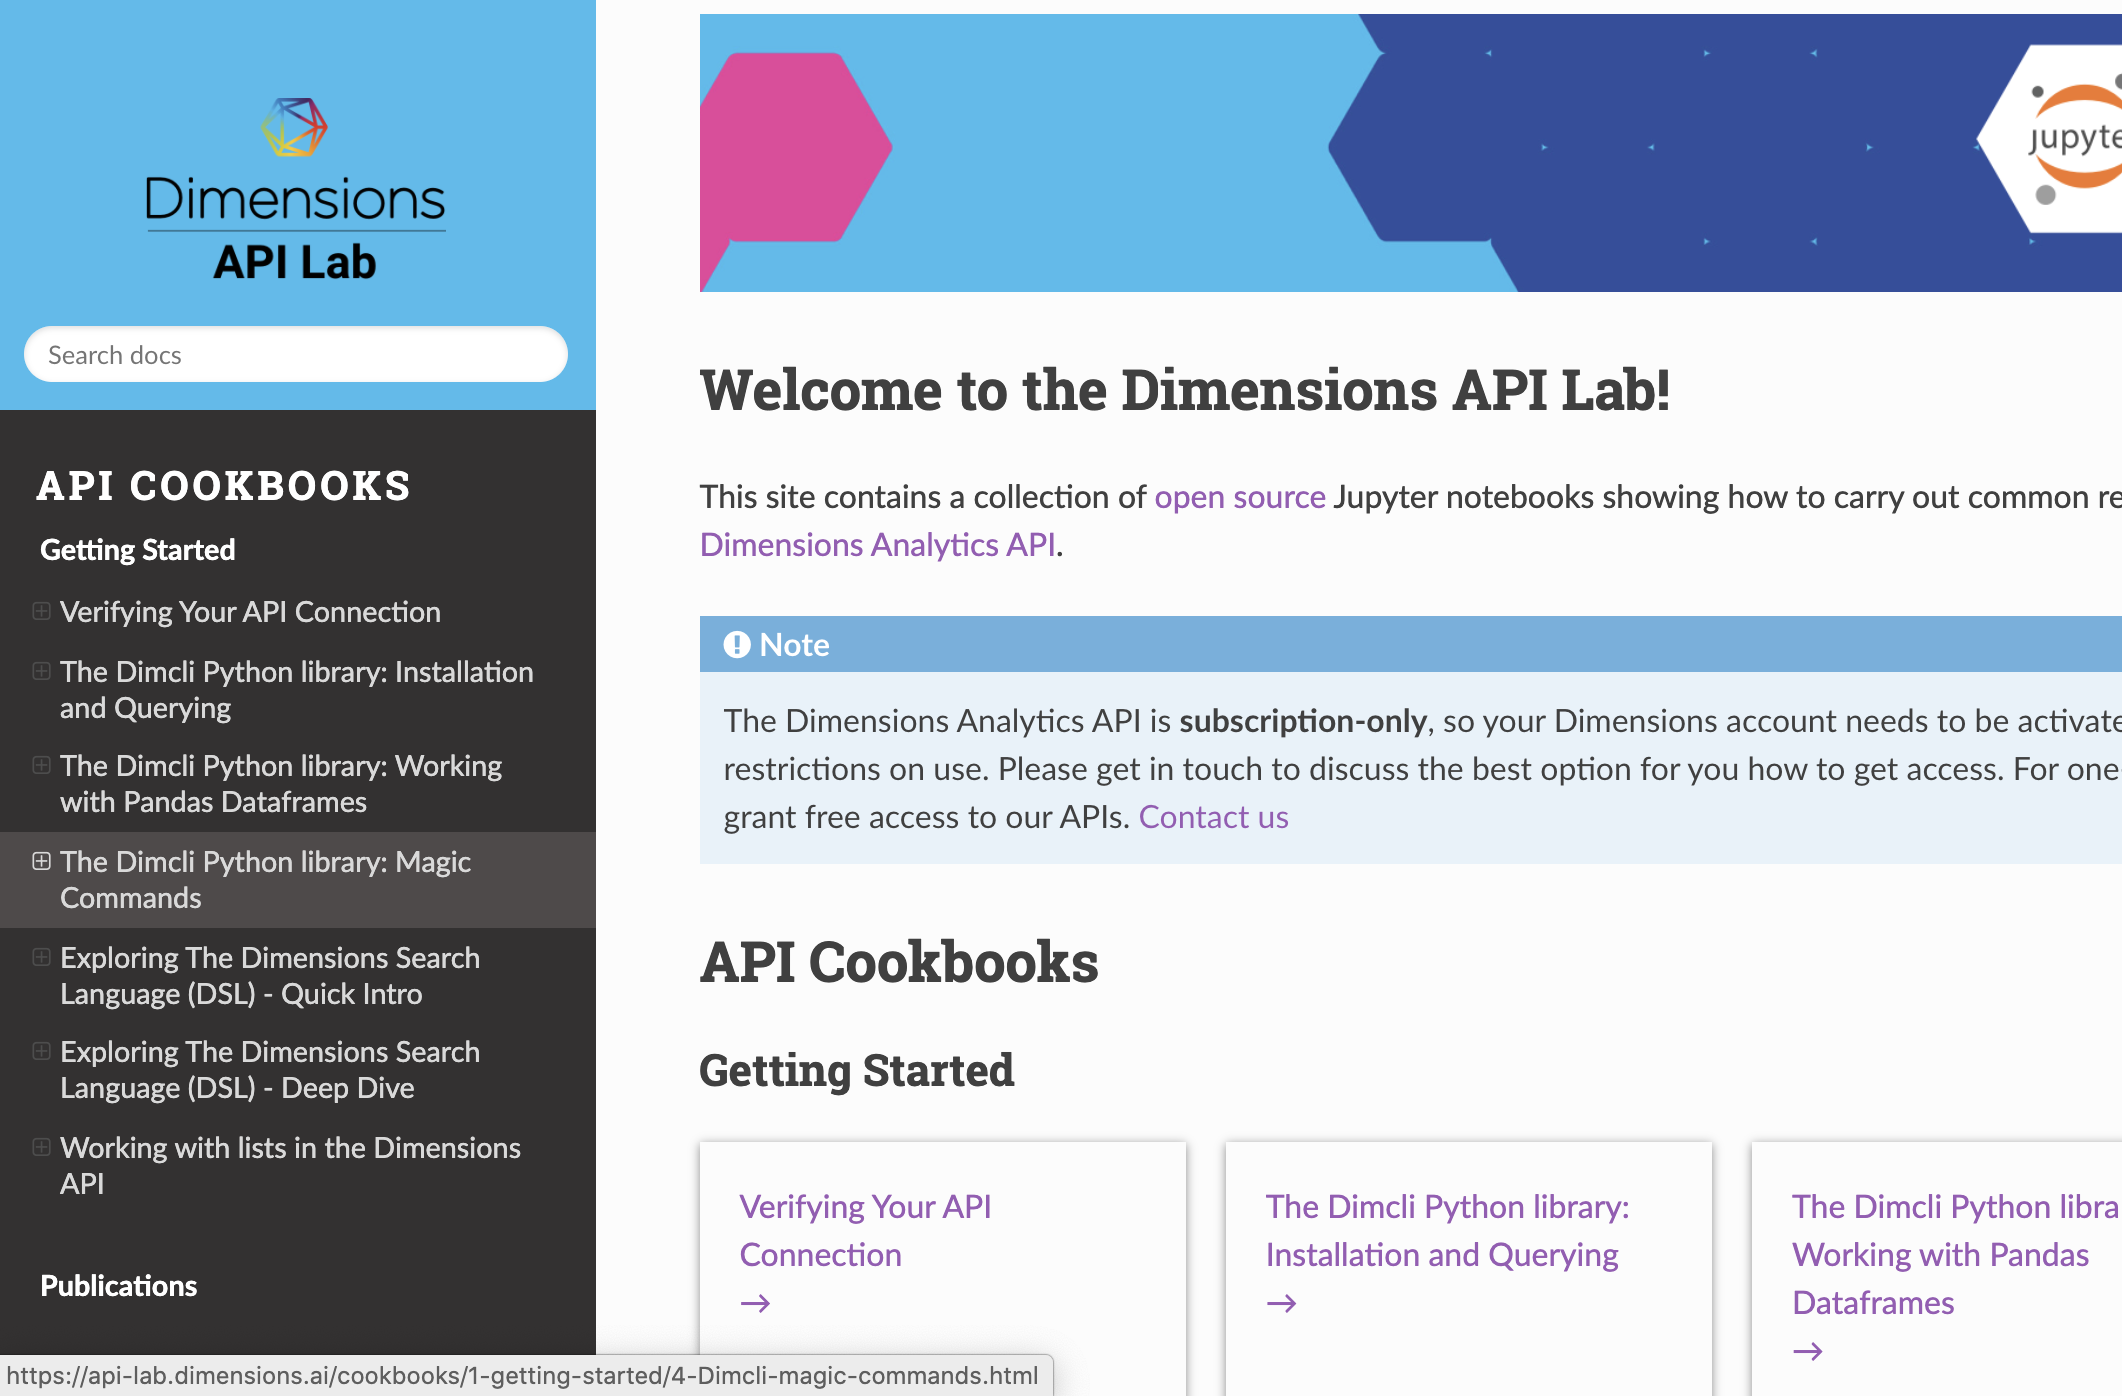 Dimensions
API Lab
Search docs
API COOKBOOKS
Getting Started
Verifying Your API Connection
The Dimcli Python library: Installation
and Querying
The Dimcli Python library: Working
with Pandas Dataframes
The Dimcli Python library: Magic
Commands
Exploring The Dimensions Search
Language (DSL) - Quick Intro
Exploring The Dimensions Search
Language (DSL) - Deep Dive
Working with lists in the Dimensions
API
Publications
https://api-lab.dimensions.ai/cookbooks/1-getting-started/4-Dimcli-magic-commands.html
Welcome to the Dimensions API Lab!
This site contains a collection of open source Jupyter notebooks showing how to carry out common
Dimensions Analytics API.
Note
The Dimensions Analytics API is subscription-only, so your Dimensions account needs to be
restrictions on use. Please get in touch to discuss the best option for you how to get access. For one-
grant free access to our APIs. Contact us
API Cookbooks
Getting Started
Verifying Your API
Connection
→
The Dimcli Python library:
Installation and Querying
→
The Dimcli Python
Working with Pandas
Dataframes
→